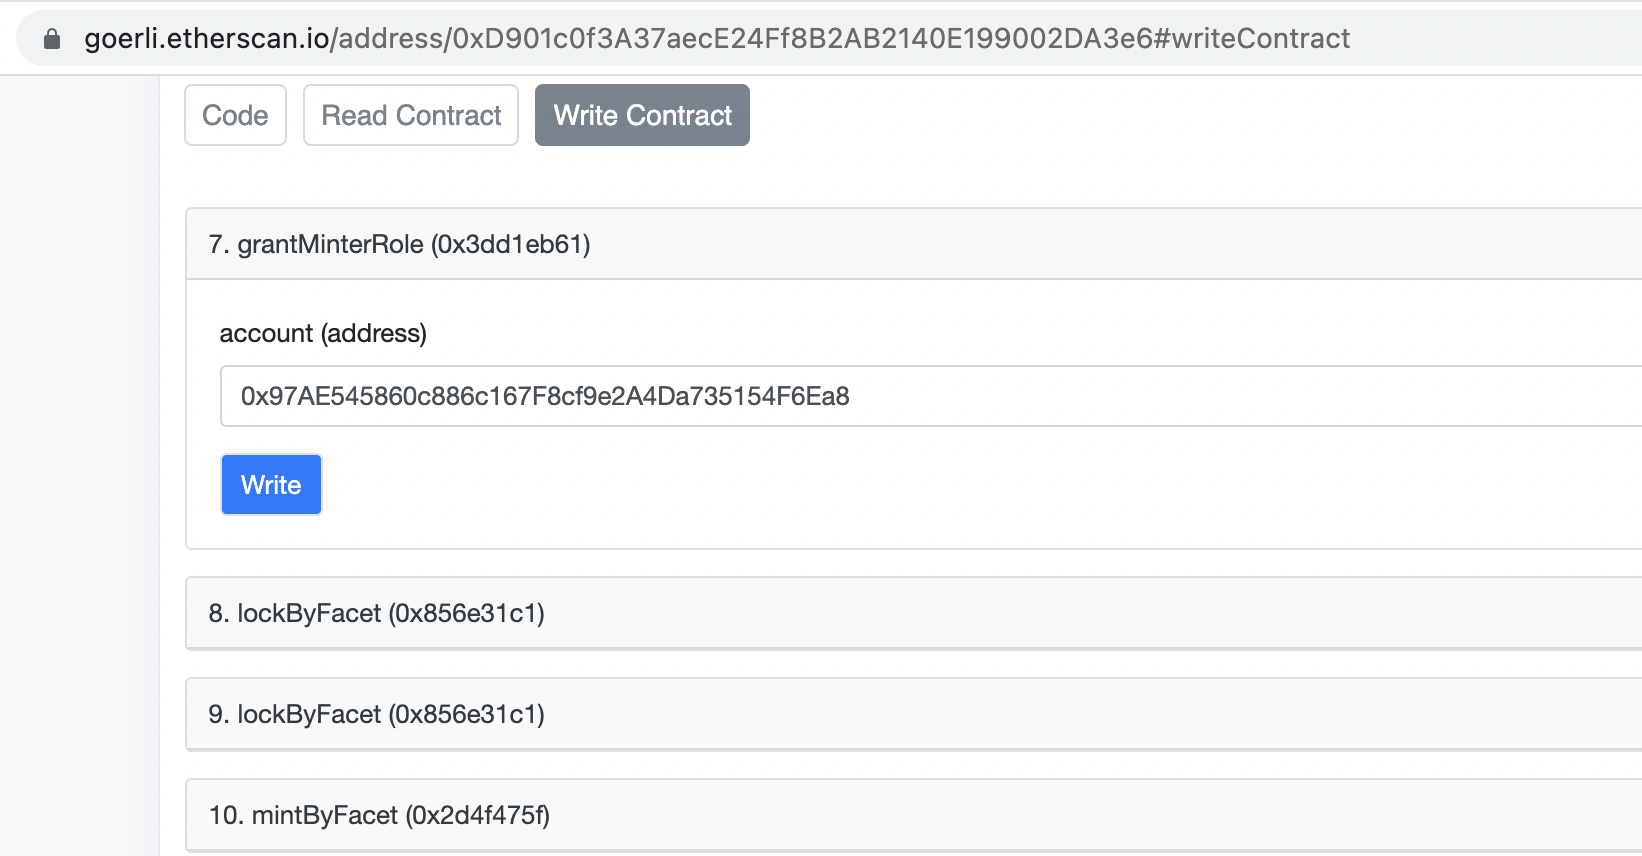 goerli.etherscan.io/address/0xD901c0f3A37aecE24Ff8B2AB2140E199002DA3e6#writeContract
Code Read Contract Write Contract
7. grantMinterRole (0x3dd1eb61)
account (address)
0x97AE545860c886c167F8cf9e2A4Da735154F6Ea8
Write
8. lockByFacet (0x856e31c1)
9. lockByFacet (0x856e31c1)
10. mintByFacet (0x2d4f475f)